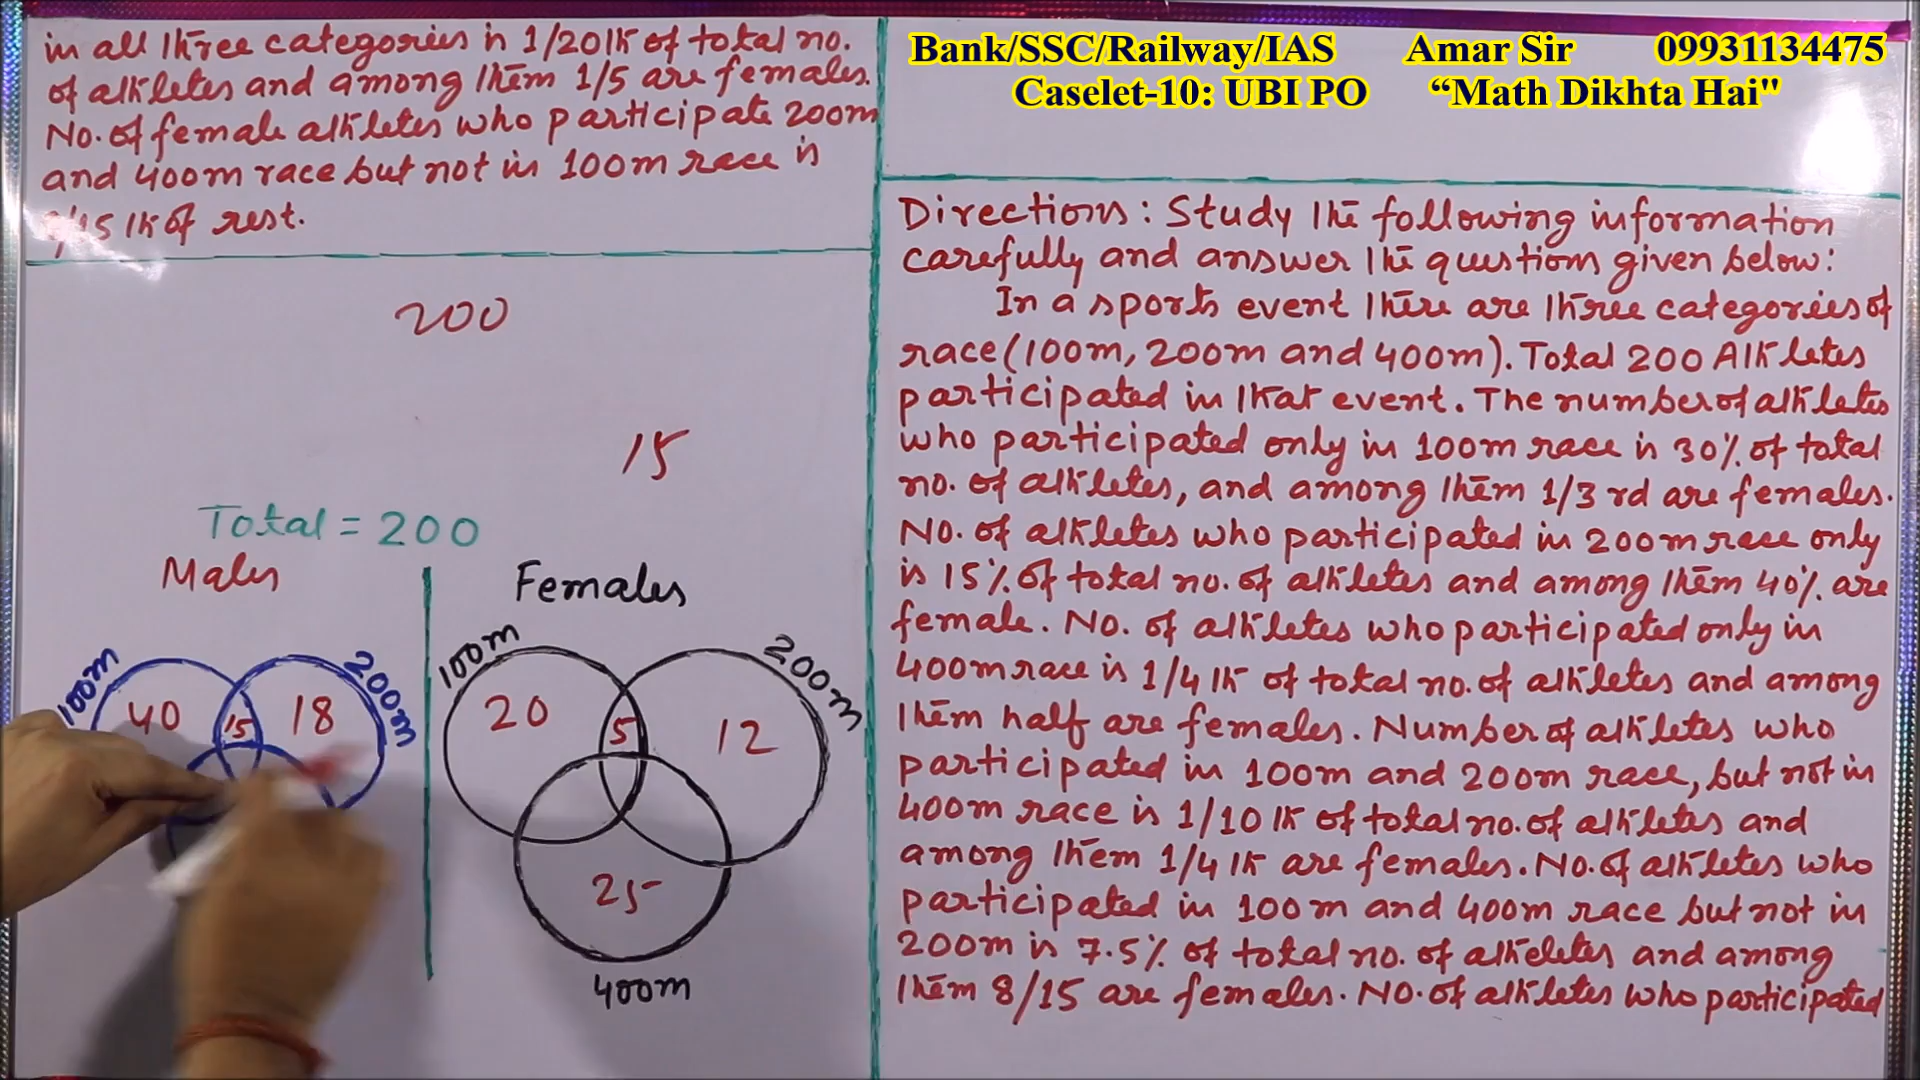 Bank/SSC/Railway/IAS Amar Sir 09931134475
Caselet-10: UBI PO “Math Dikhta Hai"
in all three categories is 1/20th of total no.
of athletes and among them 1/5 are females.
No. of female athletes who participate 200m
and 400m race but not in 100m race is
/15 th of rest.
200
15
Total = 200
Males
100m
200m
40
15
18
Females
100m
200m
20
5
12
25
400m
Directions: Study the following information
carefully and answer the questions given below:
In a sports event there are three categories of
race(100m, 200m and 400m). Total 200 Athletes
participated in that event. The number of athletes
who participated only in 100m race is 30% of total
no. of athletes, and among them 1/3 rd are females.
No. of athletes who participated in 200m race only
is 15% of total no. of athletes and among them 40% are
female. No. of athletes who participated only in
400m race is 1/4 th of total no. of athletes and among
them half are females. Number of athletes who
participated in 100m and 200m race, but not in
400m race is 1/10 th of total no. of athletes and
among them 1/4 th are females. No. of athletes who
participated in 100m and 400m race but not in
200m is 7.5% of total no. of atheletes and among
them 8/15 are females. No. of athletes who participated